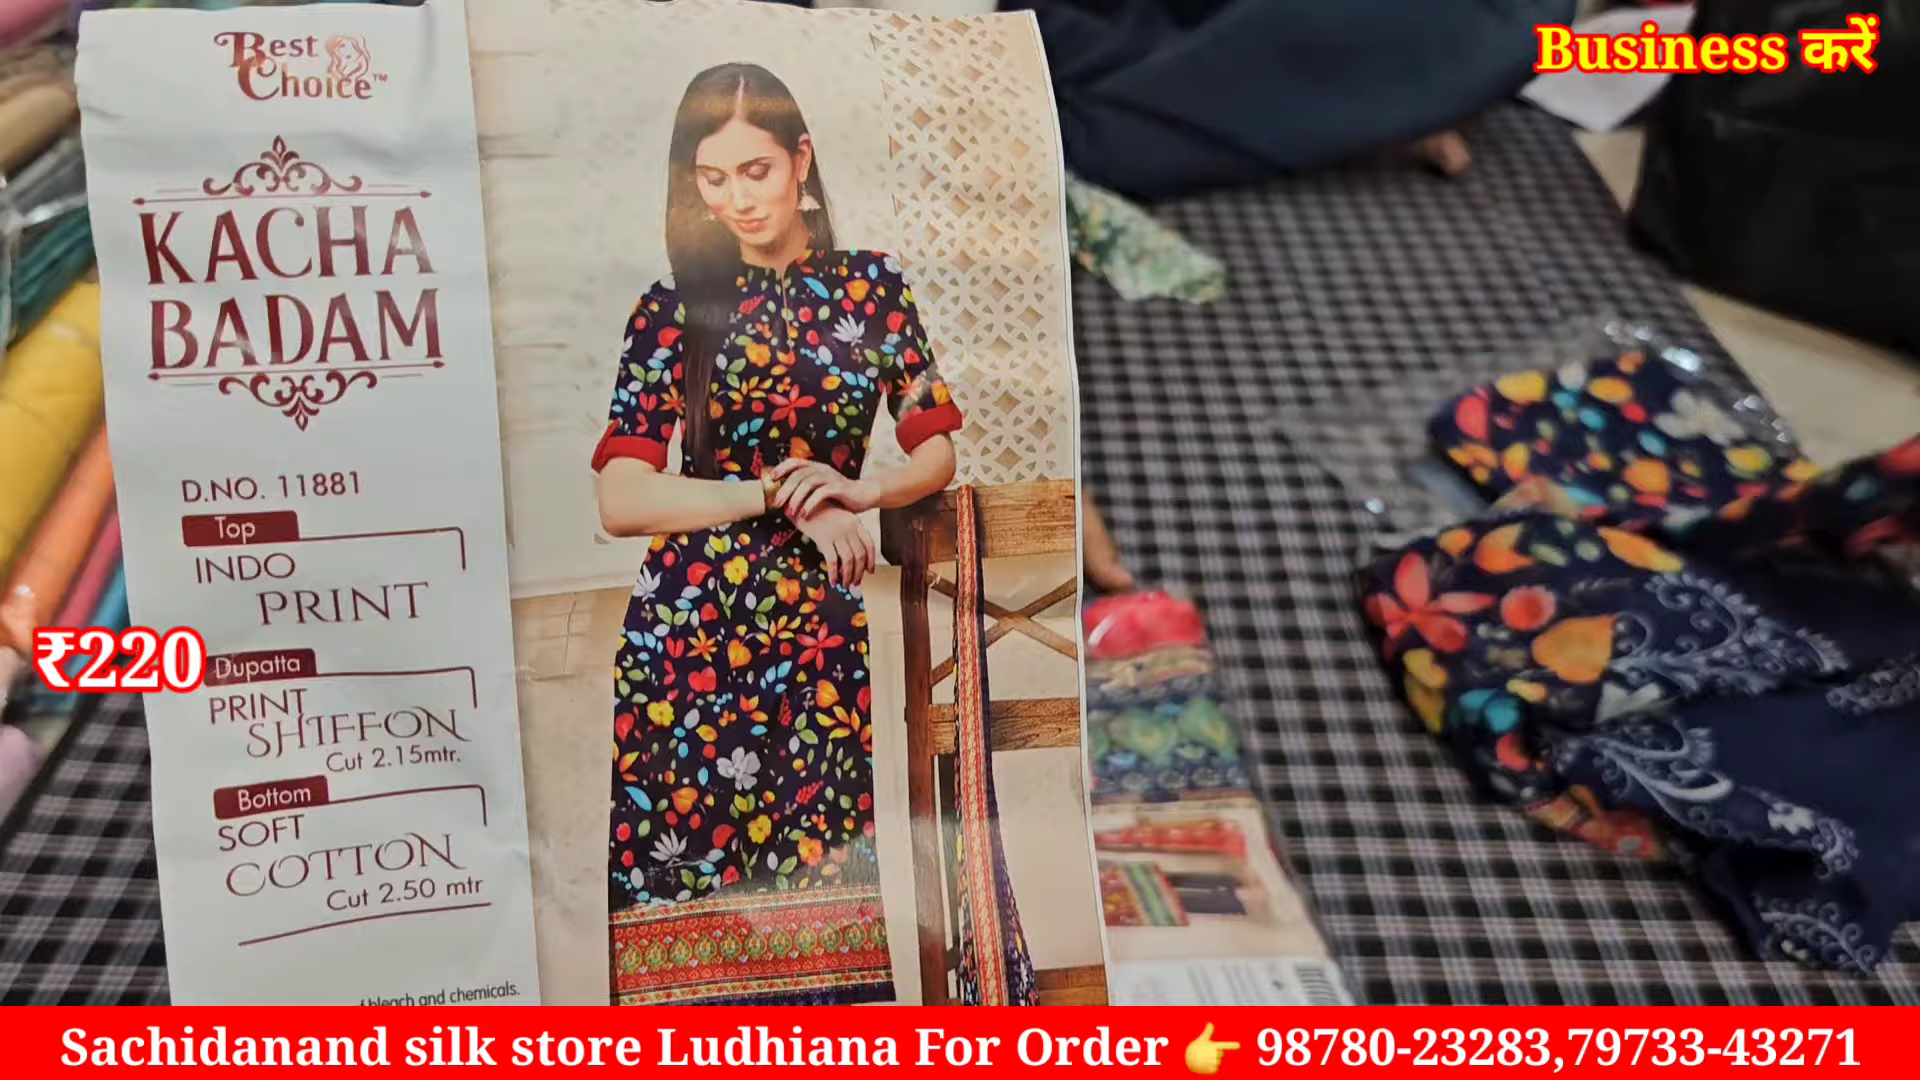 Business करें
Best
Choice™
KACHA
BADAM
D.NO. 11881
Top
INDO
PRINT
₹220
Dupatta
PRINT
SHIFFON
Cut 2.15mtr.
Bottom
SOFT
COTTON
Cut 2.50 mtr
bleach and chemicals.
Sachidanand silk store Ludhiana For Order 👉 98780-23283,79733-43271